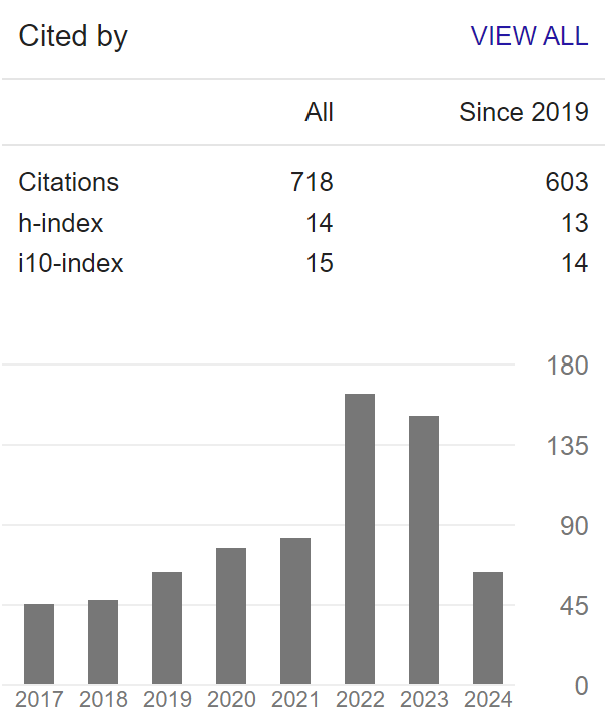 Cited by VIEW ALL
All Since 2019
Citations 718 603
h-index 14 13
i10-index 15 14
180
135
90
45
0
2017 2018 2019 2020 2021 2022 2023 2024